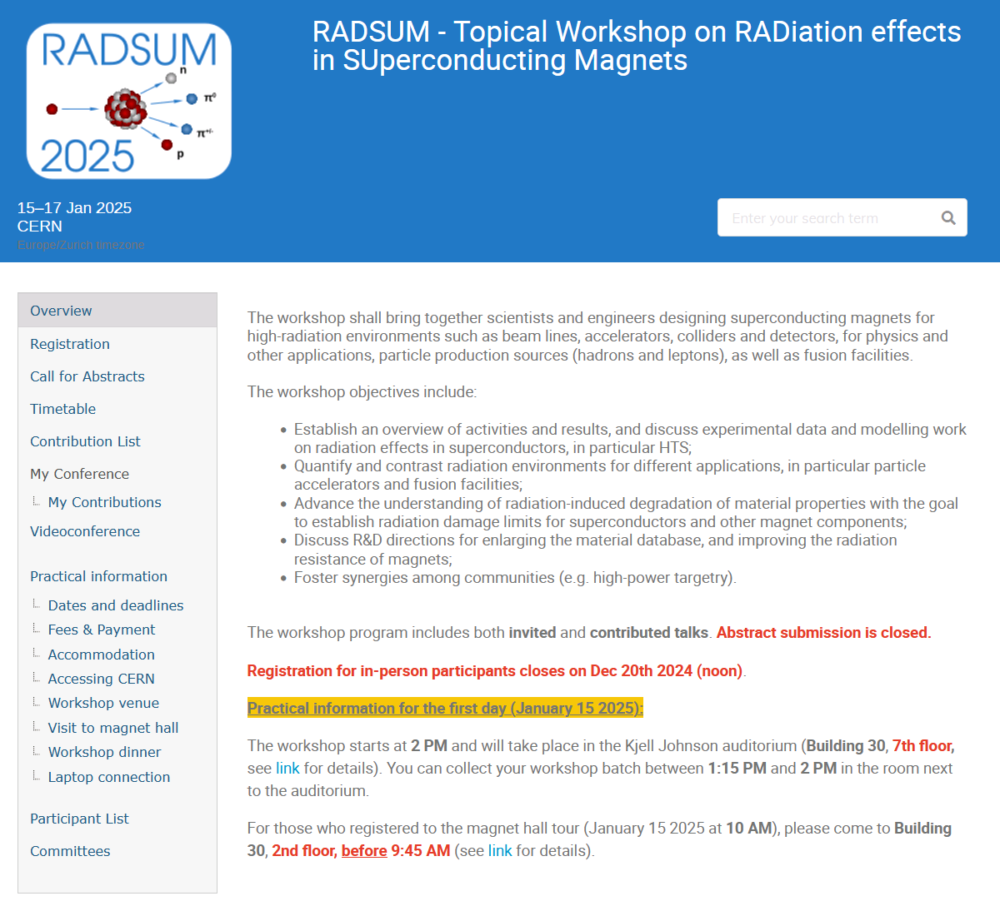 RADSUM
n
π⁰
π⁺/⁻
p
2025
RADSUM - Topical Workshop on RADiation effects
in SUperconducting Magnets
15–17 Jan 2025
CERN
Europe/Zurich timezone
Enter your search term
Overview
Registration
Call for Abstracts
Timetable
Contribution List
My Conference
My Contributions
Videoconference
Practical information
Dates and deadlines
Fees & Payment
Accommodation
Accessing CERN
Workshop venue
Visit to magnet hall
Workshop dinner
Laptop connection
Participant List
Committees
The workshop shall bring together scientists and engineers designing superconducting magnets for
high-radiation environments such as beam lines, accelerators, colliders and detectors, for physics and
other applications, particle production sources (hadrons and leptons), as well as fusion facilities.
The workshop objectives include:
• Establish an overview of activities and results, and discuss experimental data and modelling work
on radiation effects in superconductors, in particular HTS;
• Quantify and contrast radiation environments for different applications, in particular particle
accelerators and fusion facilities;
• Advance the understanding of radiation-induced degradation of material properties with the goal
to establish radiation damage limits for superconductors and other magnet components;
• Discuss R&D directions for enlarging the material database, and improving the radiation
resistance of magnets;
• Foster synergies among communities (e.g. high-power targetry).
The workshop program includes both invited and contributed talks. Abstract submission is closed.
Registration for in-person participants closes on Dec 20th 2024 (noon).
Practical information for the first day (January 15 2025):
The workshop starts at 2 PM and will take place in the Kjell Johnson auditorium (Building 30, 7th floor,
see link for details). You can collect your workshop batch between 1:15 PM and 2 PM in the room next
to the auditorium.
For those who registered to the magnet hall tour (January 15 2025 at 10 AM), please come to Building
30, 2nd floor, before 9:45 AM (see link for details).